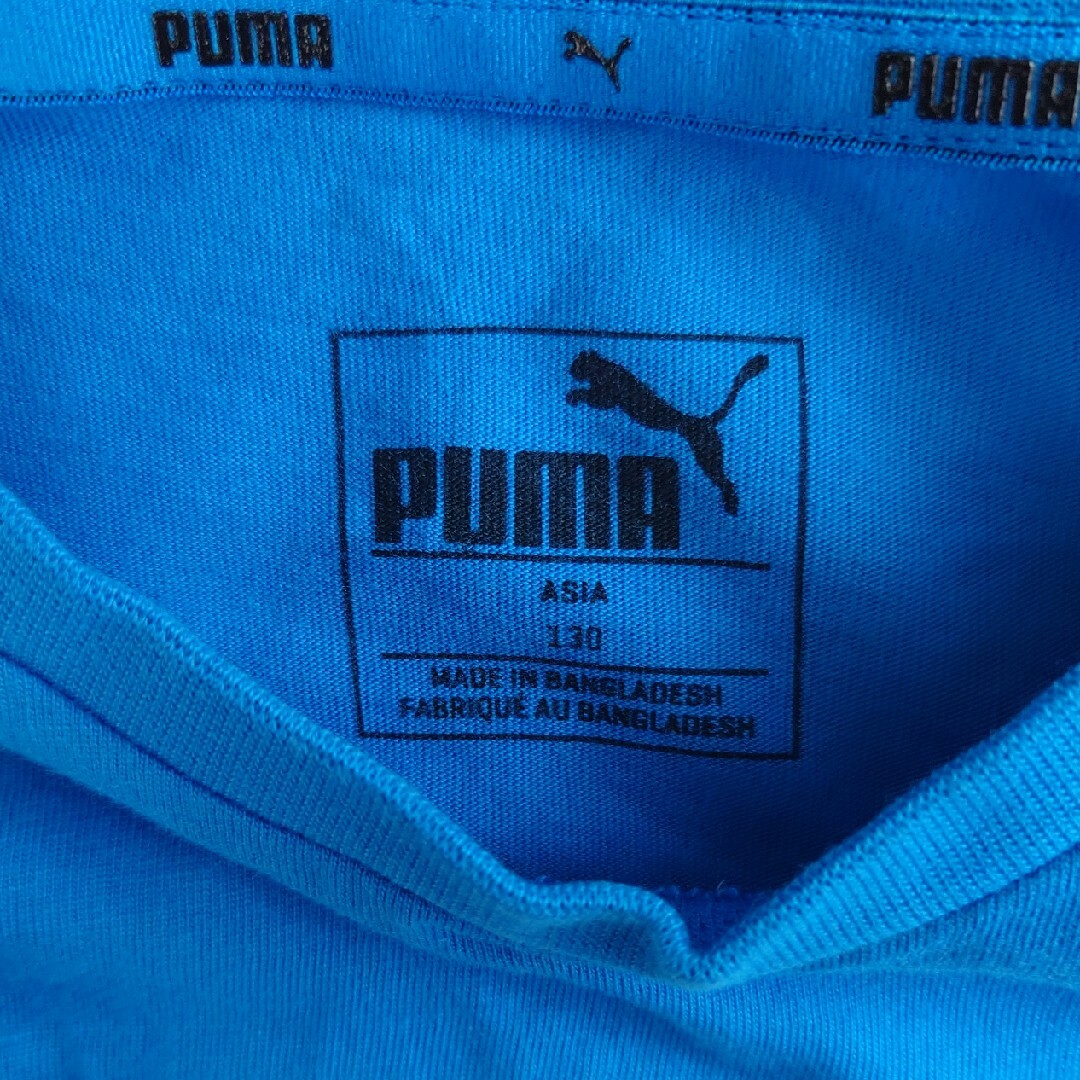 PUMA PUMA
PUMA
ASIA
130
MADE IN BANGLADESH
FABRIQUÉ AU BANGLADESH